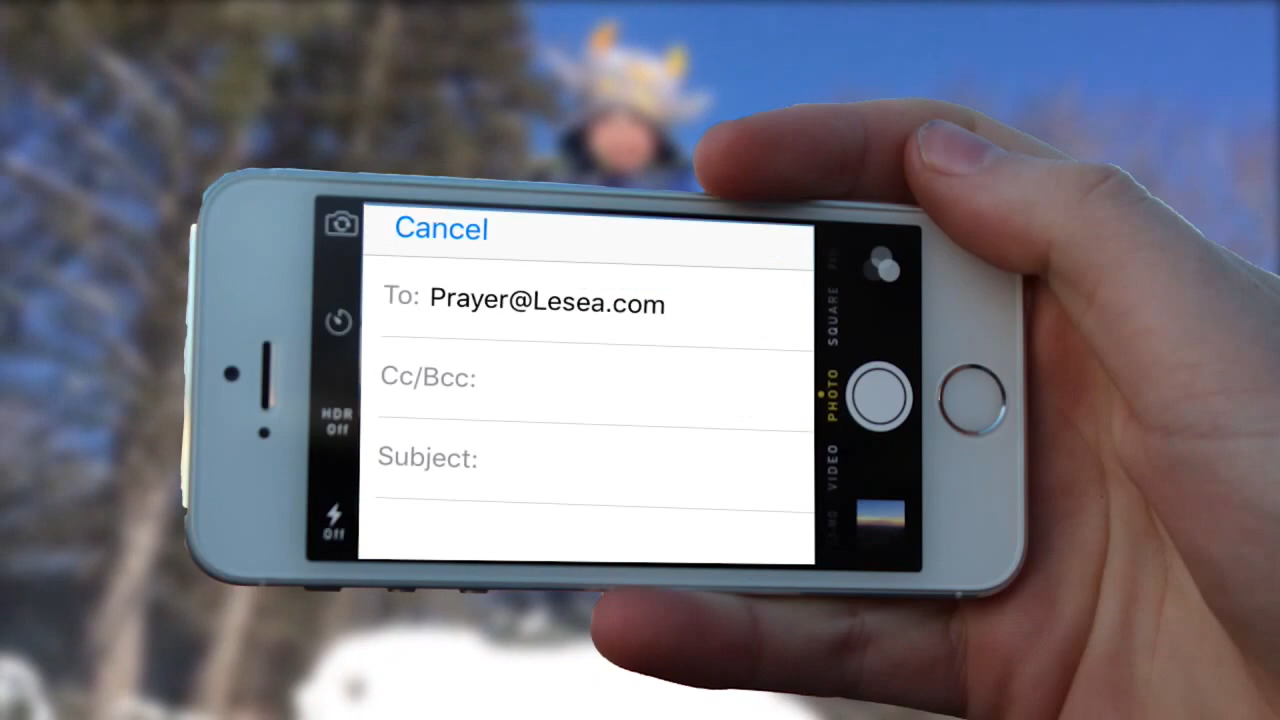 Cancel
To: Prayer@Lesea.com
Cc/Bcc:
Subject:
HDR
Off
Off
SQUARE
PHOTO
VIDEO